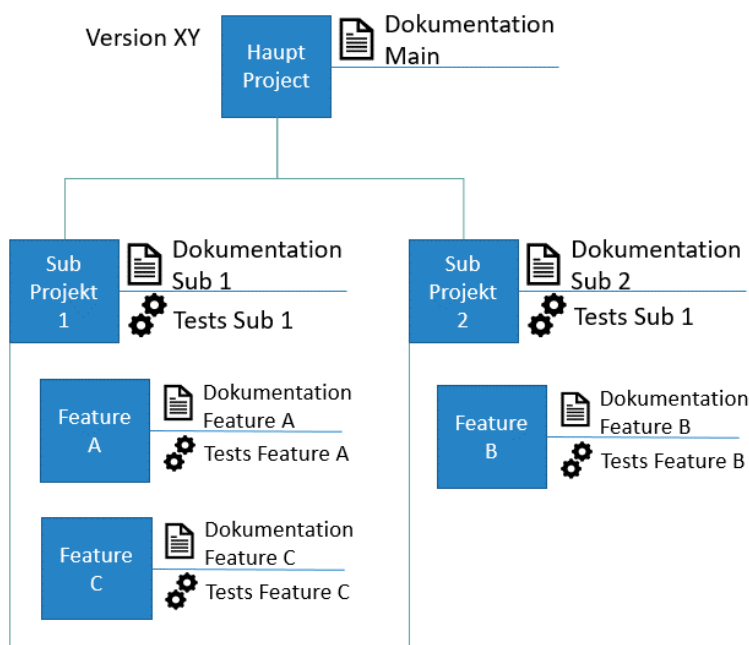 Version XY
Haupt
Project
Dokumentation
Main
Sub
Projekt
1
Dokumentation
Sub 1
Tests Sub 1
Sub
Projekt
2
Dokumentation
Sub 2
Tests Sub 1
Feature
A
Dokumentation
Feature A
Tests Feature A
Feature
B
Dokumentation
Feature B
Tests Feature B
Feature
C
Dokumentation
Feature C
Tests Feature C